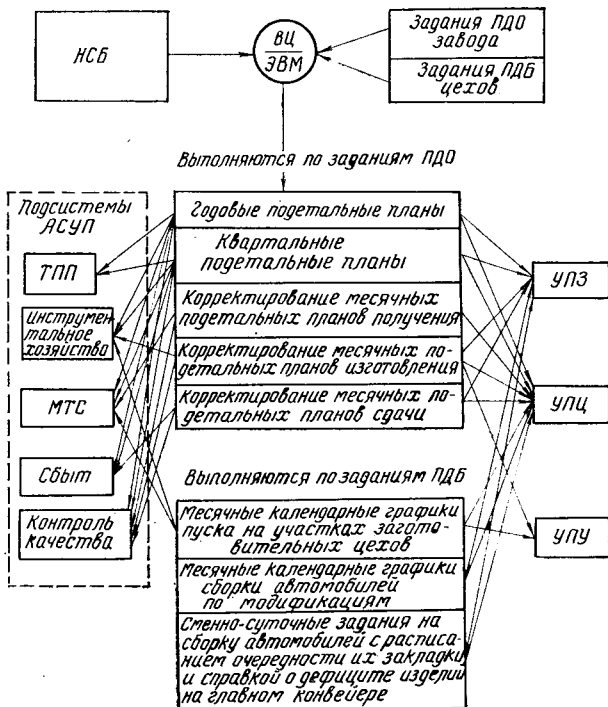 НСБ
ВЦ
ЭВМ
Задания ПДО
завода
Задания ПДБ
цехов
Выполняются по заданиям ПДО
Подсистемы
АСУП
ТПП
Инструмен-
тальное
хозяйство
МТС
Сбыт
Контроль
качества
Годовые подетальные планы
Квартальные
подетальные планы
Корректирование месячных
подетальных планов получения
Корректирование месячных по-
детальных планов изготовления
Корректирование месячных по-
детальных планов сдачи
УПЗ
УПЦ
УПУ
Выполняются по заданиям ПДБ
Месячные календарные графики
пуска на участках загото-
вительных цехов
Месячные календарные графики
сборки автомобилей
по модификациям
Сменно-суточные задания на
сборку автомобилей с расписа-
нием очередности их закладки
и справкой о дефиците изделий
на главном конвейере